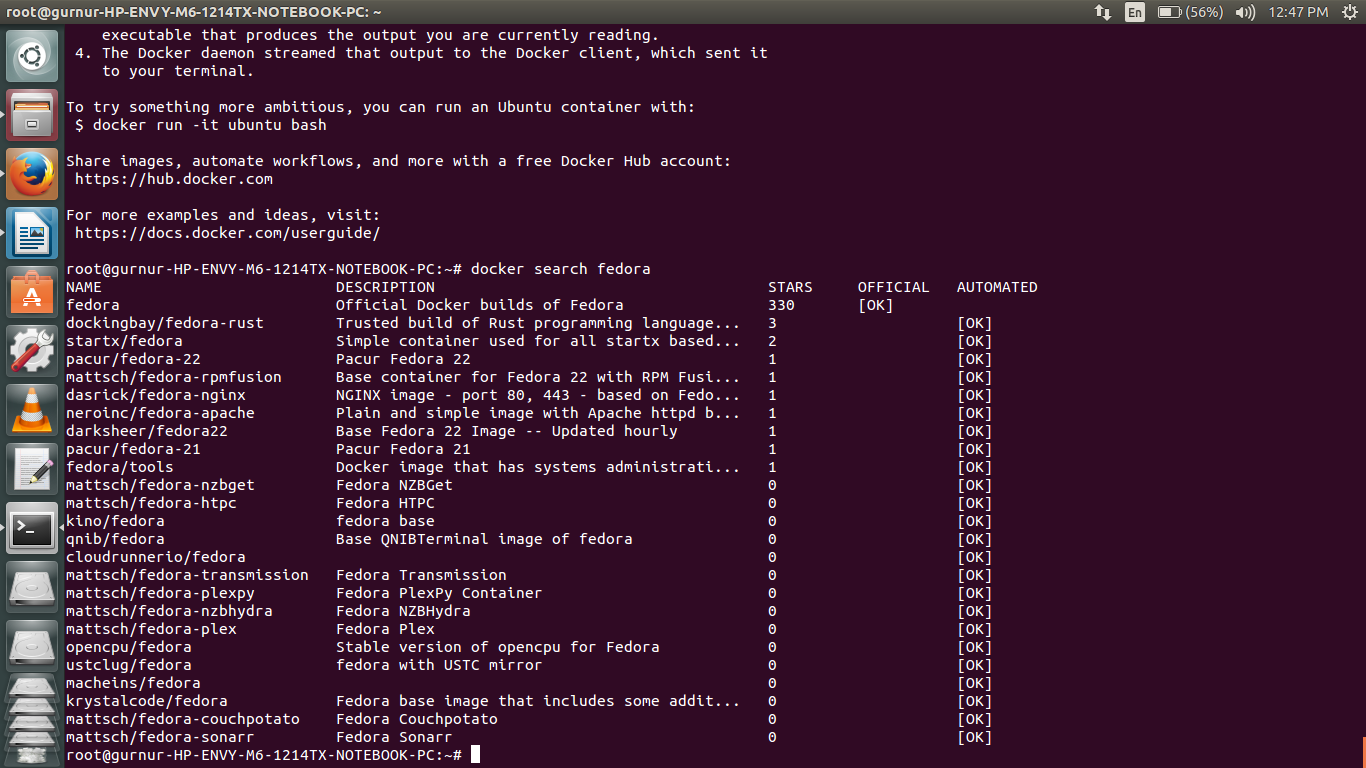 root@gurnur-HP-ENVY-M6-1214TX-NOTEBOOK-PC: ~ En (56%) 12:47 PM
executable that produces the output you are currently reading.
4. The Docker daemon streamed that output to the Docker client, which sent it
to your terminal.
To try something more ambitious, you can run an Ubuntu container with:
$ docker run -it ubuntu bash
Share images, automate workflows, and more with a free Docker Hub account:
https://hub.docker.com
For more examples and ideas, visit:
https://docs.docker.com/userguide/
root@gurnur-HP-ENVY-M6-1214TX-NOTEBOOK-PC:~# docker search fedora
NAME DESCRIPTION STARS OFFICIAL AUTOMATED
fedora Official Docker builds of Fedora 330 [OK]
dockingbay/fedora-rust Trusted build of Rust programming language... 3 [OK]
startx/fedora Simple container used for all startx based... 2 [OK]
pacur/fedora-22 Pacur Fedora 22 1 [OK]
mattsch/fedora-rpmfusion Base container for Fedora 22 with RPM Fusi... 1 [OK]
dasrick/fedora-nginx NGINX image - port 80, 443 - based on Fedo... 1 [OK]
neroinc/fedora-apache Plain and simple image with Apache httpd b... 1 [OK]
darksheer/fedora22 Base Fedora 22 Image -- Updated hourly 1 [OK]
pacur/fedora-21 Pacur Fedora 21 1 [OK]
fedora/tools Docker image that has systems administrati... 1 [OK]
mattsch/fedora-nzbget Fedora NZBGet 0 [OK]
mattsch/fedora-htpc Fedora HTPC 0 [OK]
kino/fedora fedora base 0 [OK]
qnib/fedora Base QNIBTerminal image of fedora 0 [OK]
cloudrunnerio/fedora 0 [OK]
mattsch/fedora-transmission Fedora Transmission 0 [OK]
mattsch/fedora-plexpy Fedora PlexPy Container 0 [OK]
mattsch/fedora-nzbhydra Fedora NZBHydra 0 [OK]
mattsch/fedora-plex Fedora Plex 0 [OK]
opencpu/fedora Stable version of opencpu for Fedora 0 [OK]
ustclug/fedora fedora with USTC mirror 0 [OK]
macheins/fedora 0 [OK]
krystalcode/fedora Fedora base image that includes some addit... 0 [OK]
mattsch/fedora-couchpotato Fedora Couchpotato 0 [OK]
mattsch/fedora-sonarr Fedora Sonarr 0 [OK]
root@gurnur-HP-ENVY-M6-1214TX-NOTEBOOK-PC:~#